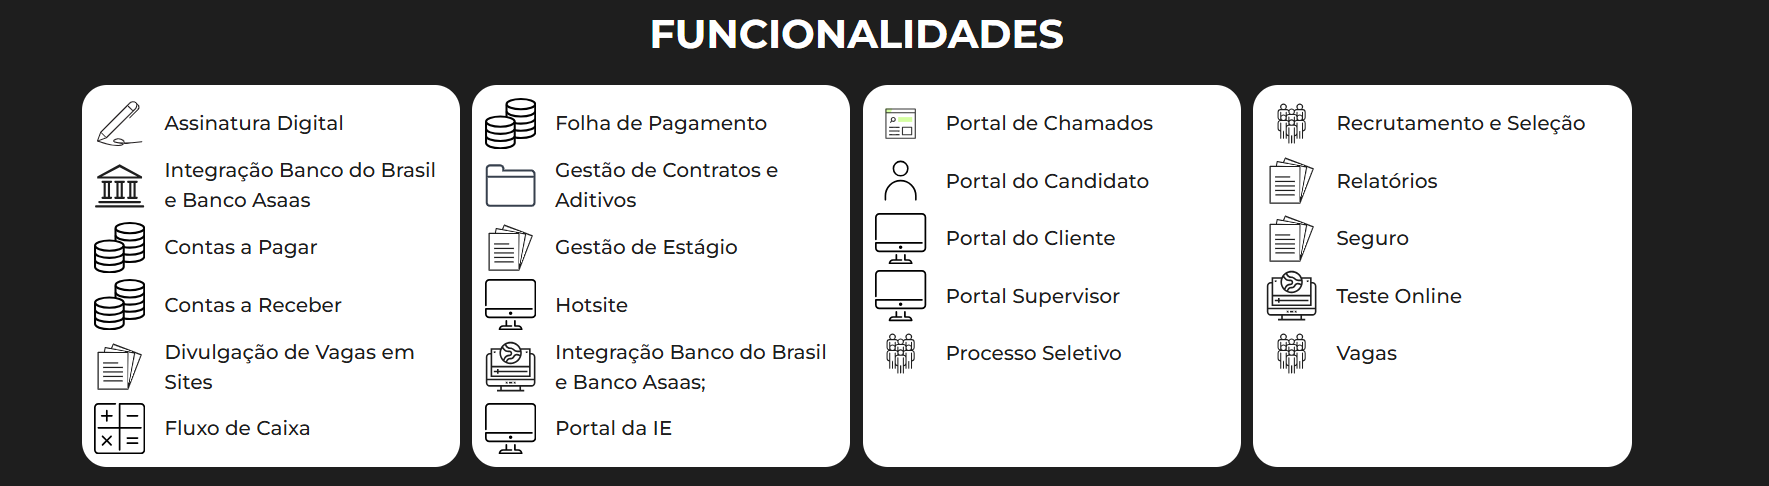 FUNCIONALIDADES
Assinatura Digital
Integração Banco do Brasil
e Banco Asaas
Contas a Pagar
Contas a Receber
Divulgação de Vagas em
Sites
Fluxo de Caixa
Folha de Pagamento
Gestão de Contratos e
Aditivos
Gestão de Estágio
Hotsite
Integração Banco do Brasil
e Banco Asaas;
Portal da IE
Portal de Chamados
Portal do Candidato
Portal do Cliente
Portal Supervisor
Processo Seletivo
Recrutamento e Seleção
Relatórios
Seguro
Teste Online
Vagas